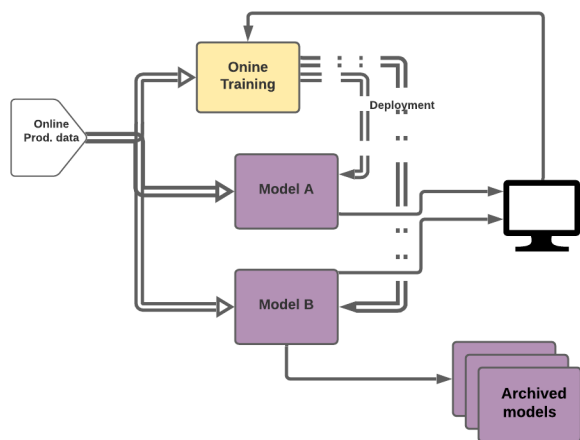 Onine
Training
Online
Prod. data
Deployment
Model A
Model B
Archived
models